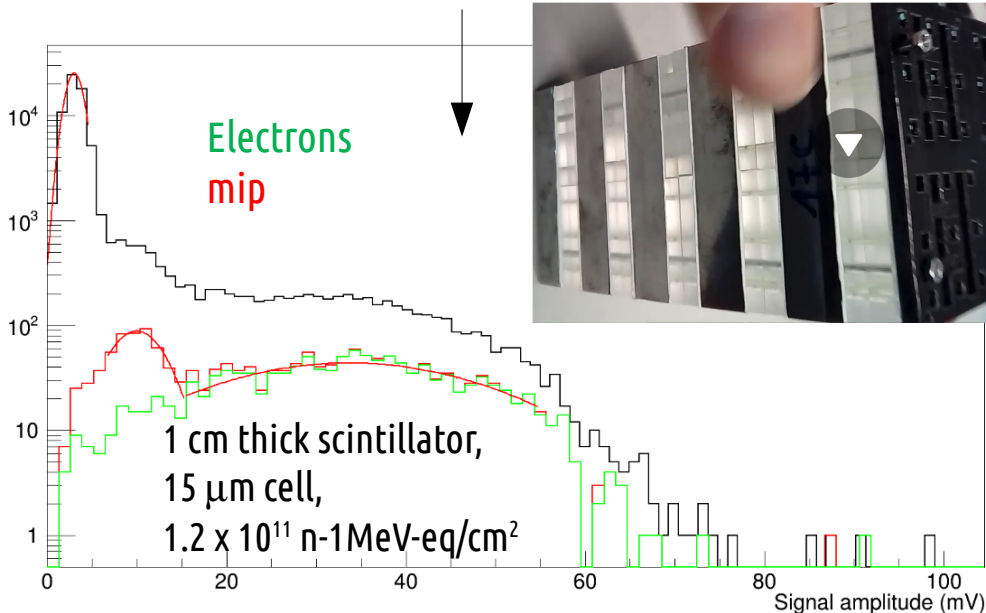 10⁴
10³
10²
10
1
Electrons
mip
17C
1 cm thick scintillator,
15 μm cell,
1.2 x 10¹¹ n-1MeV-eq/cm²
0 20 40 60 80 100
Signal amplitude (mV)